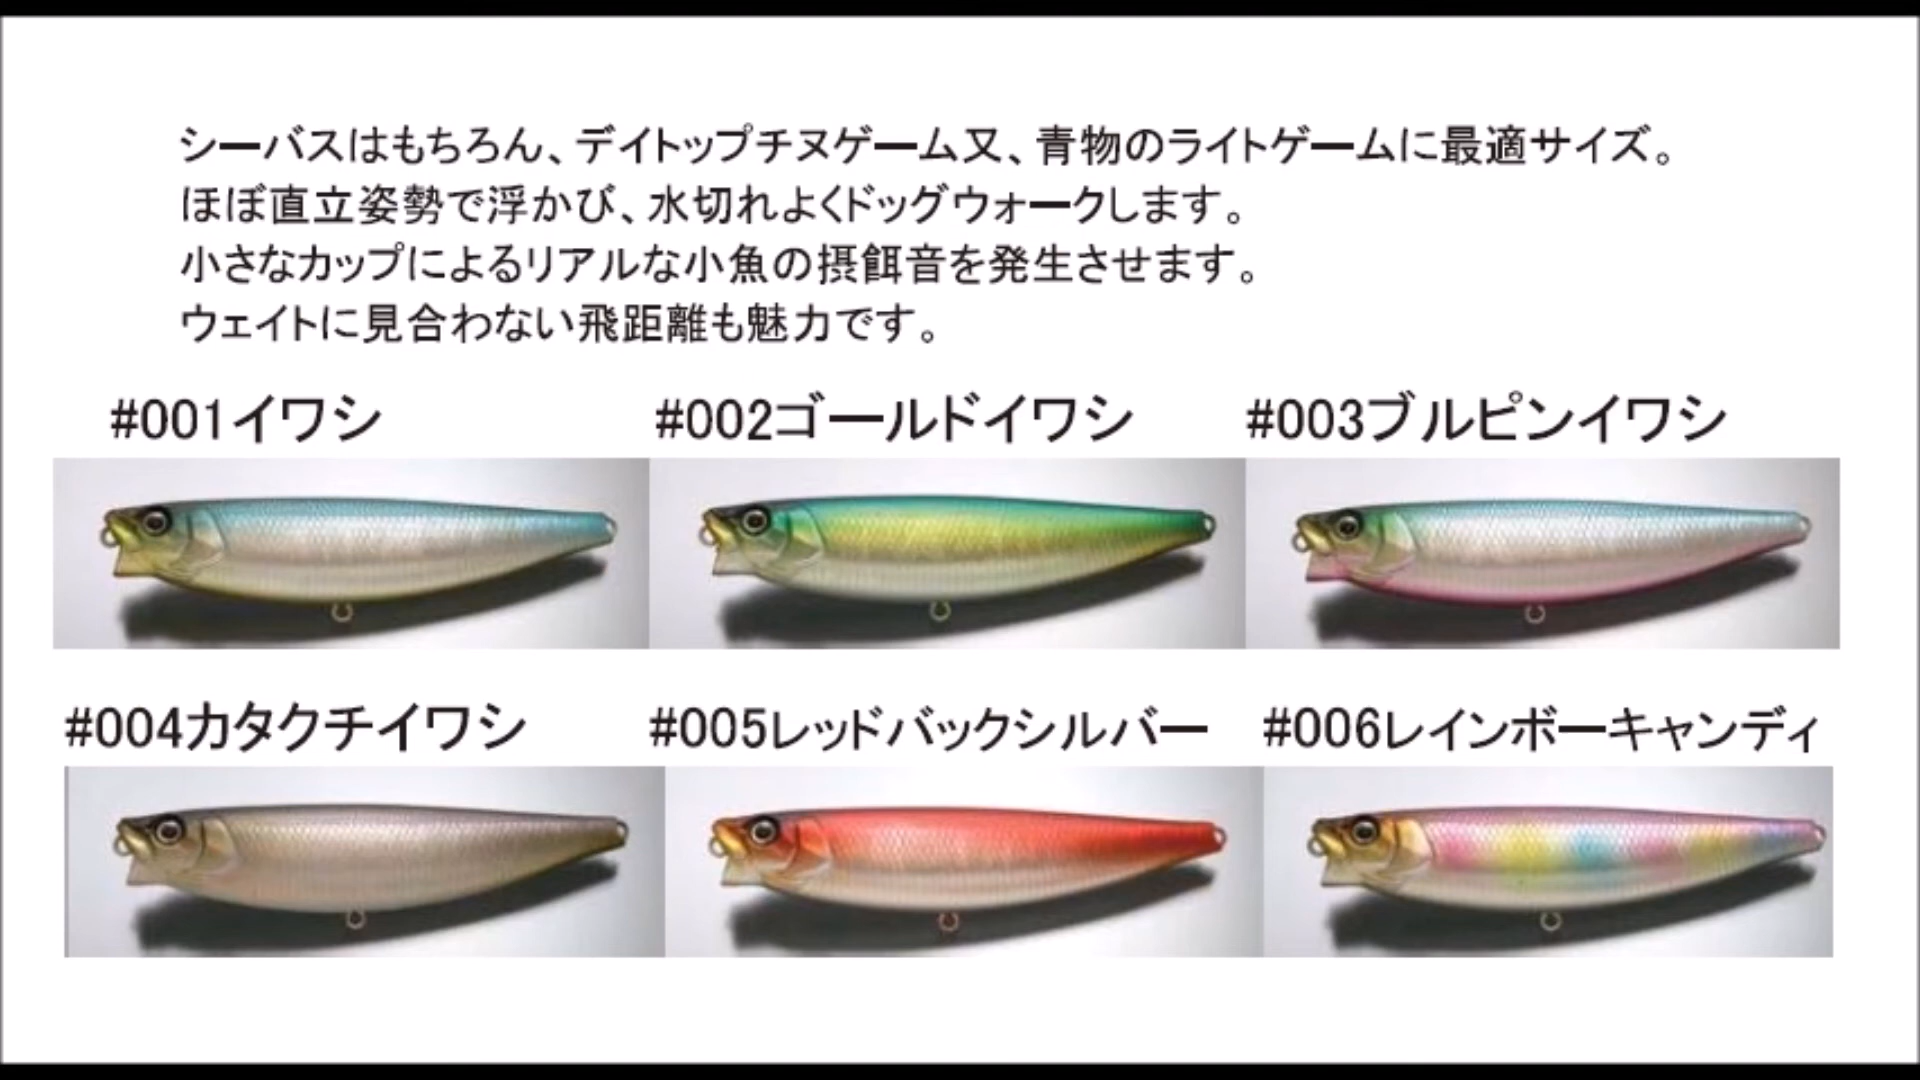 シーバスはもちろん、デイトップチヌゲーム又、青物のライトゲームに最適サイズ。
ほぼ直立姿勢で浮かび、水切れよくドッグウォークします。
小さなカップによるリアルな小魚の摂餌音を発生させます。
ウェイトに見合わない飛距離も魅力です。
#001イワシ
#002ゴールドイワシ
#003ブルピンイワシ
#004カタクチイワシ
#005レッドバックシルバー
#006レインボーキャンディ